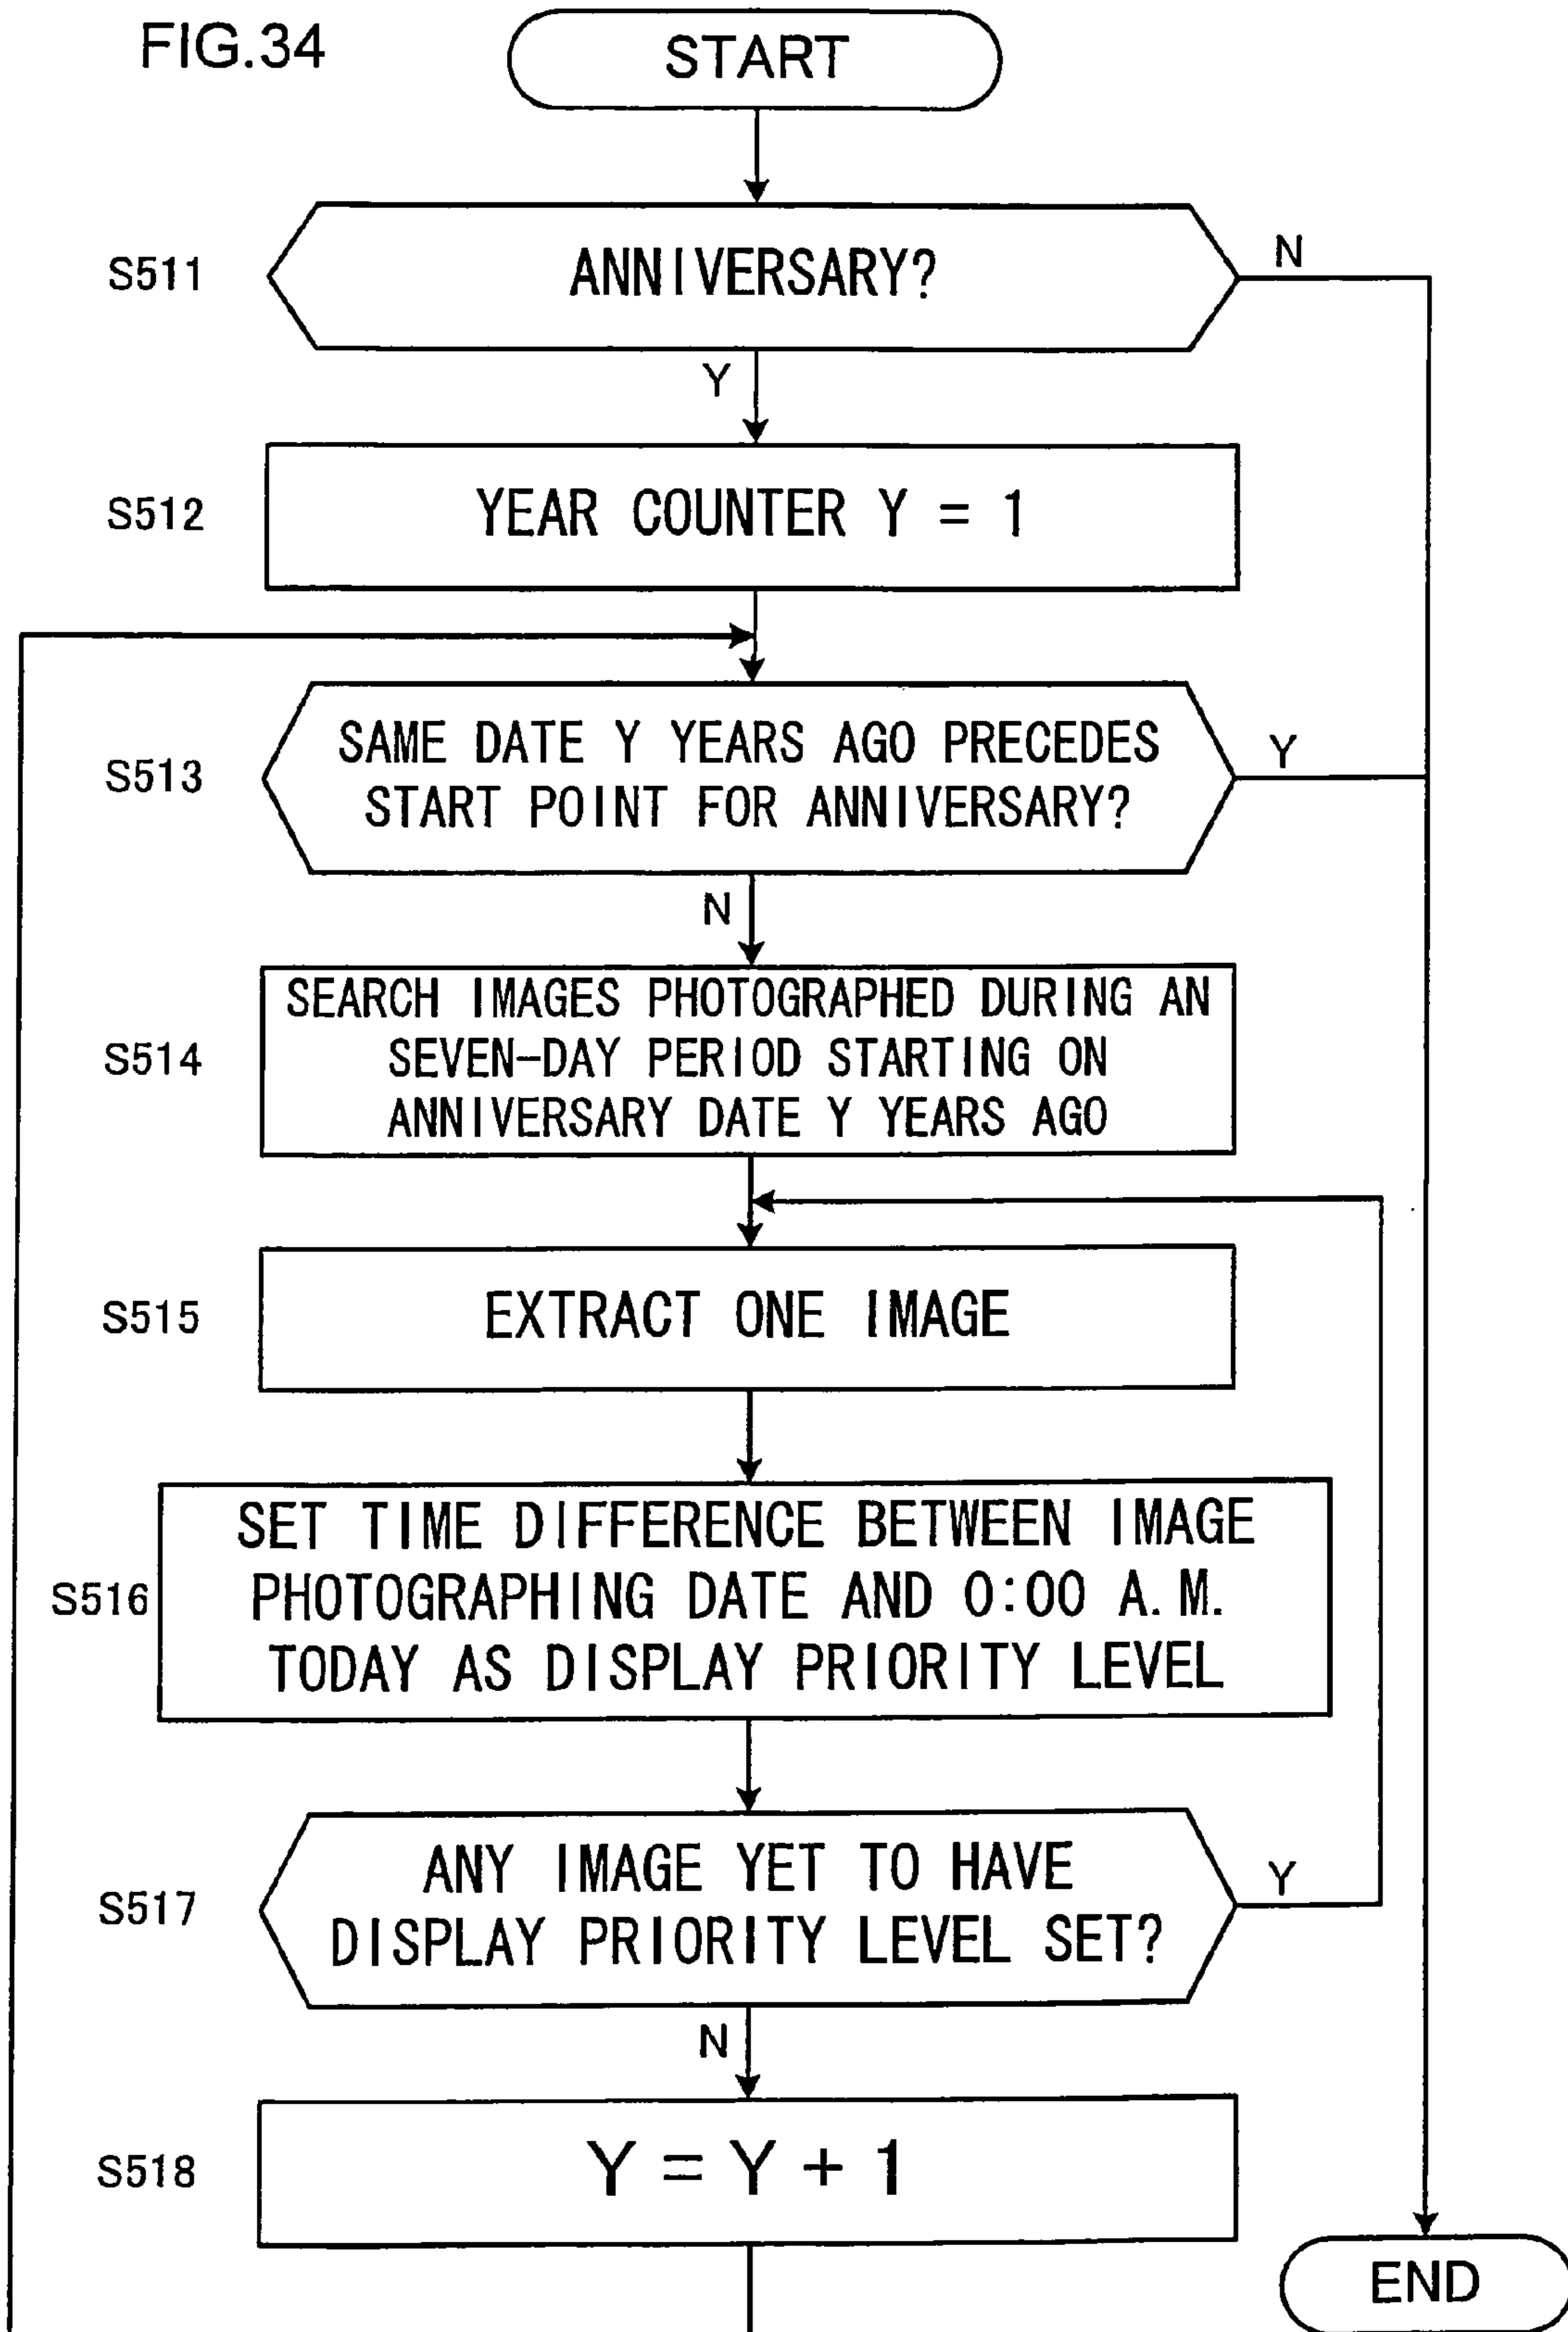 FIG.34
START
S511
ANNIVERSARY?
N
Y
S512
YEAR COUNTER Y = 1
S513
SAME DATE Y YEARS AGO PRECEDES
START POINT FOR ANNIVERSARY?
Y
N
S514
SEARCH IMAGES PHOTOGRAPHED DURING AN
SEVEN-DAY PERIOD STARTING ON
ANNIVERSARY DATE Y YEARS AGO
S515
EXTRACT ONE IMAGE
S516
SET TIME DIFFERENCE BETWEEN IMAGE
PHOTOGRAPHING DATE AND 0:00 A.M.
TODAY AS DISPLAY PRIORITY LEVEL
S517
ANY IMAGE YET TO HAVE
DISPLAY PRIORITY LEVEL SET?
Y
N
S518
Y = Y + 1
END